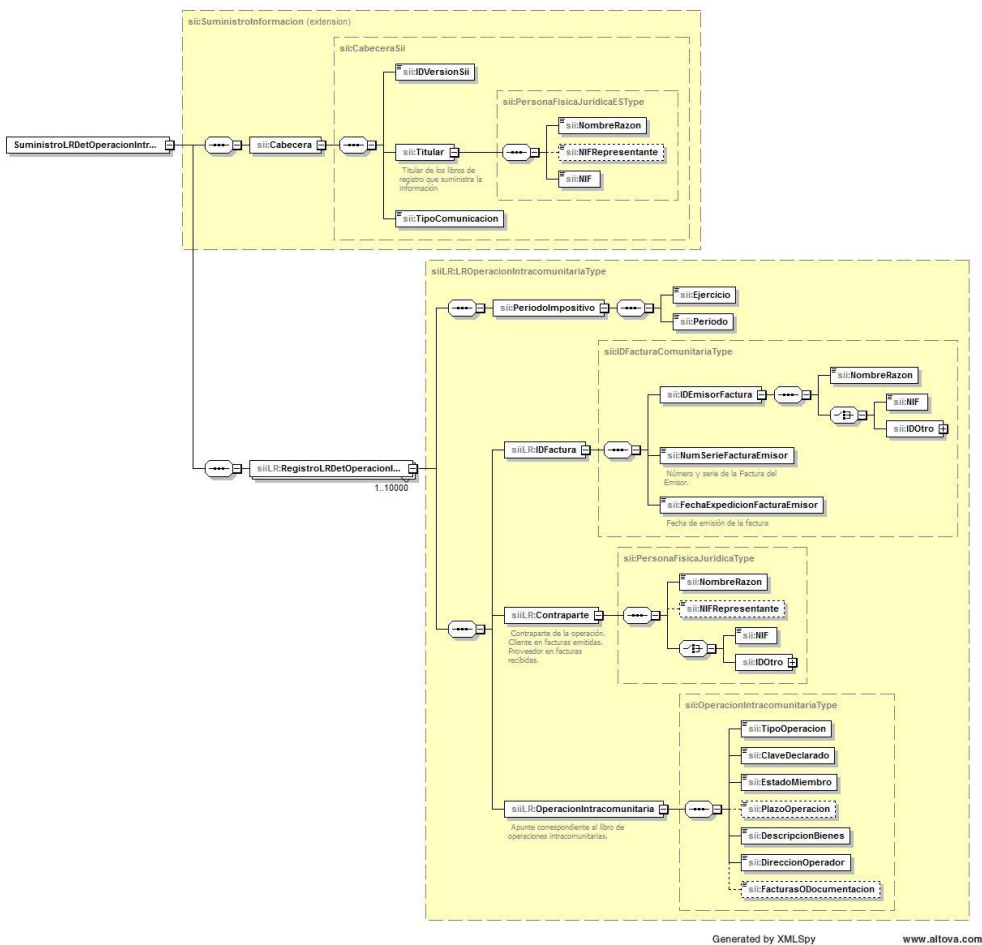 sii:SuministroInformacion (extension)
sii:CabeceraSii
sii:IDVersionSii
sii:PersonaFisicaJuridicaESType
sii:NombreRazon
SuministroLRDetOperacionIntr...
sii:Cabecera
sii:Titular
sii:NIFRepresentante
Titular de los libros de
registro que suministra la
información
sii:NIF
sii:TipoComunicacion
siiLR:LROperacionIntracomunitariaType
sii:PeriodoImpositivo
sii:Ejercicio
sii:Periodo
sii:IDFacturaComunitariaType
sii:IDEmisorFactura
sii:NombreRazon
sii:NIF
sii:IDOtro
siiLR:RegistroLRDetOperacionI...
1..10000
siiLR:IDFactura
sii:NumSerieFacturaEmisor
Número y serie de la Factura del
Emisor.
sii:FechaExpedicionFacturaEmisor
Fecha de emisión de la factura
sii:PersonaFisicaJuridicaType
sii:NombreRazon
siiLR:Contraparte
sii:NIFRepresentante
Contraparte de la operación.
Cliente en facturas emitidas.
Proveedor en facturas
recibidas.
sii:NIF
sii:IDOtro
sii:OperacionIntracomunitariaType
sii:TipoOperacion
sii:ClaveDeclarado
sii:EstadoMiembro
siiLR:OperacionIntracomunitaria
sii:PlazoOperacion
Apunte correspondiente al libro de
operaciones intracomunitarias.
sii:DescripcionBienes
sii:DireccionOperador
sii:FacturasODocumentacion
Generated by XMLSpy
www.altova.com